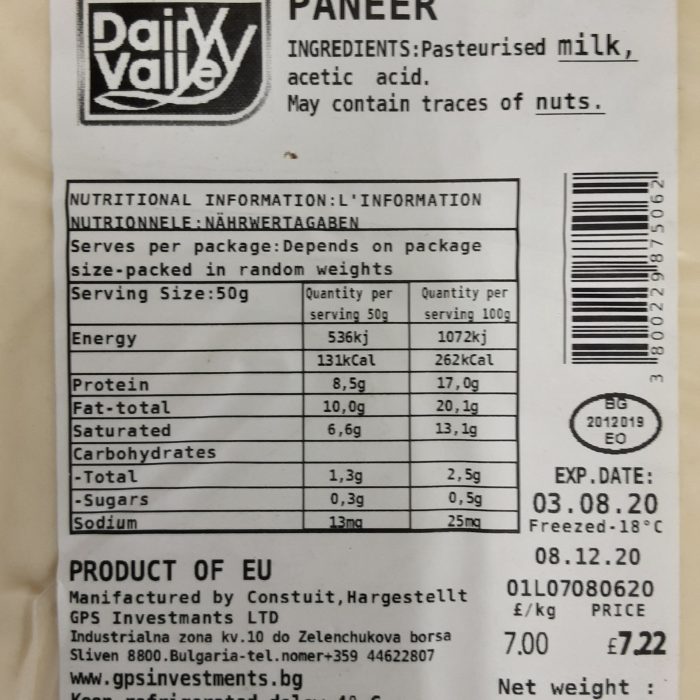 Dairy
Valley
PANEER
INGREDIENTS:Pasteurised milk,
acetic acid.
May contain traces of nuts.
NUTRITIONAL INFORMATION:L'INFORMATION
NUTRIONNELE:NÄHRWERTAGABEN
Serves per package:Depends on package
size-packed in random weights
Serving Size:50g Quantity per serving 50g Quantity per serving 100g
Energy 536kj 1072kj
131kCal 262kCal
Protein 8,5g 17,0g
Fat-total 10,0g 20,1g
Saturated 6,6g 13,1g
Carbohydrates
-Total 1,3g 2,5g
-Sugars 0,3g 0,5g
Sodium 13mg 25mg
3800229875062
BG
2012019
EO
EXP.DATE:
03.08.20
Freezed-18°C
08.12.20
01L07080620
£/kg PRICE
7.00 £7.22
Net weight :
PRODUCT OF EU
Manifactured by Constuit,Hargestellt
GPS Investmants LTD
Industrialna zona kv.10 do Zelenchukova borsa
Sliven 8800.Bulgaria-tel.nomer+359 44622807
www.gpsinvestments.bg